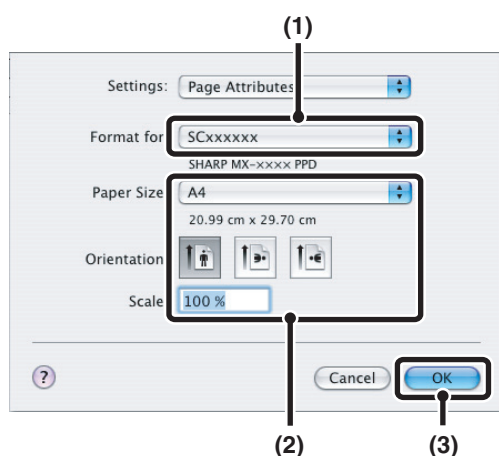 (1)
Settings: Page Attributes
Format for SCxxxxxx
SHARP MX-xxxx PPD
Paper Size A4
20.99 cm x 29.70 cm
Orientation
Scale 100 %
? Cancel OK
(2) (3)